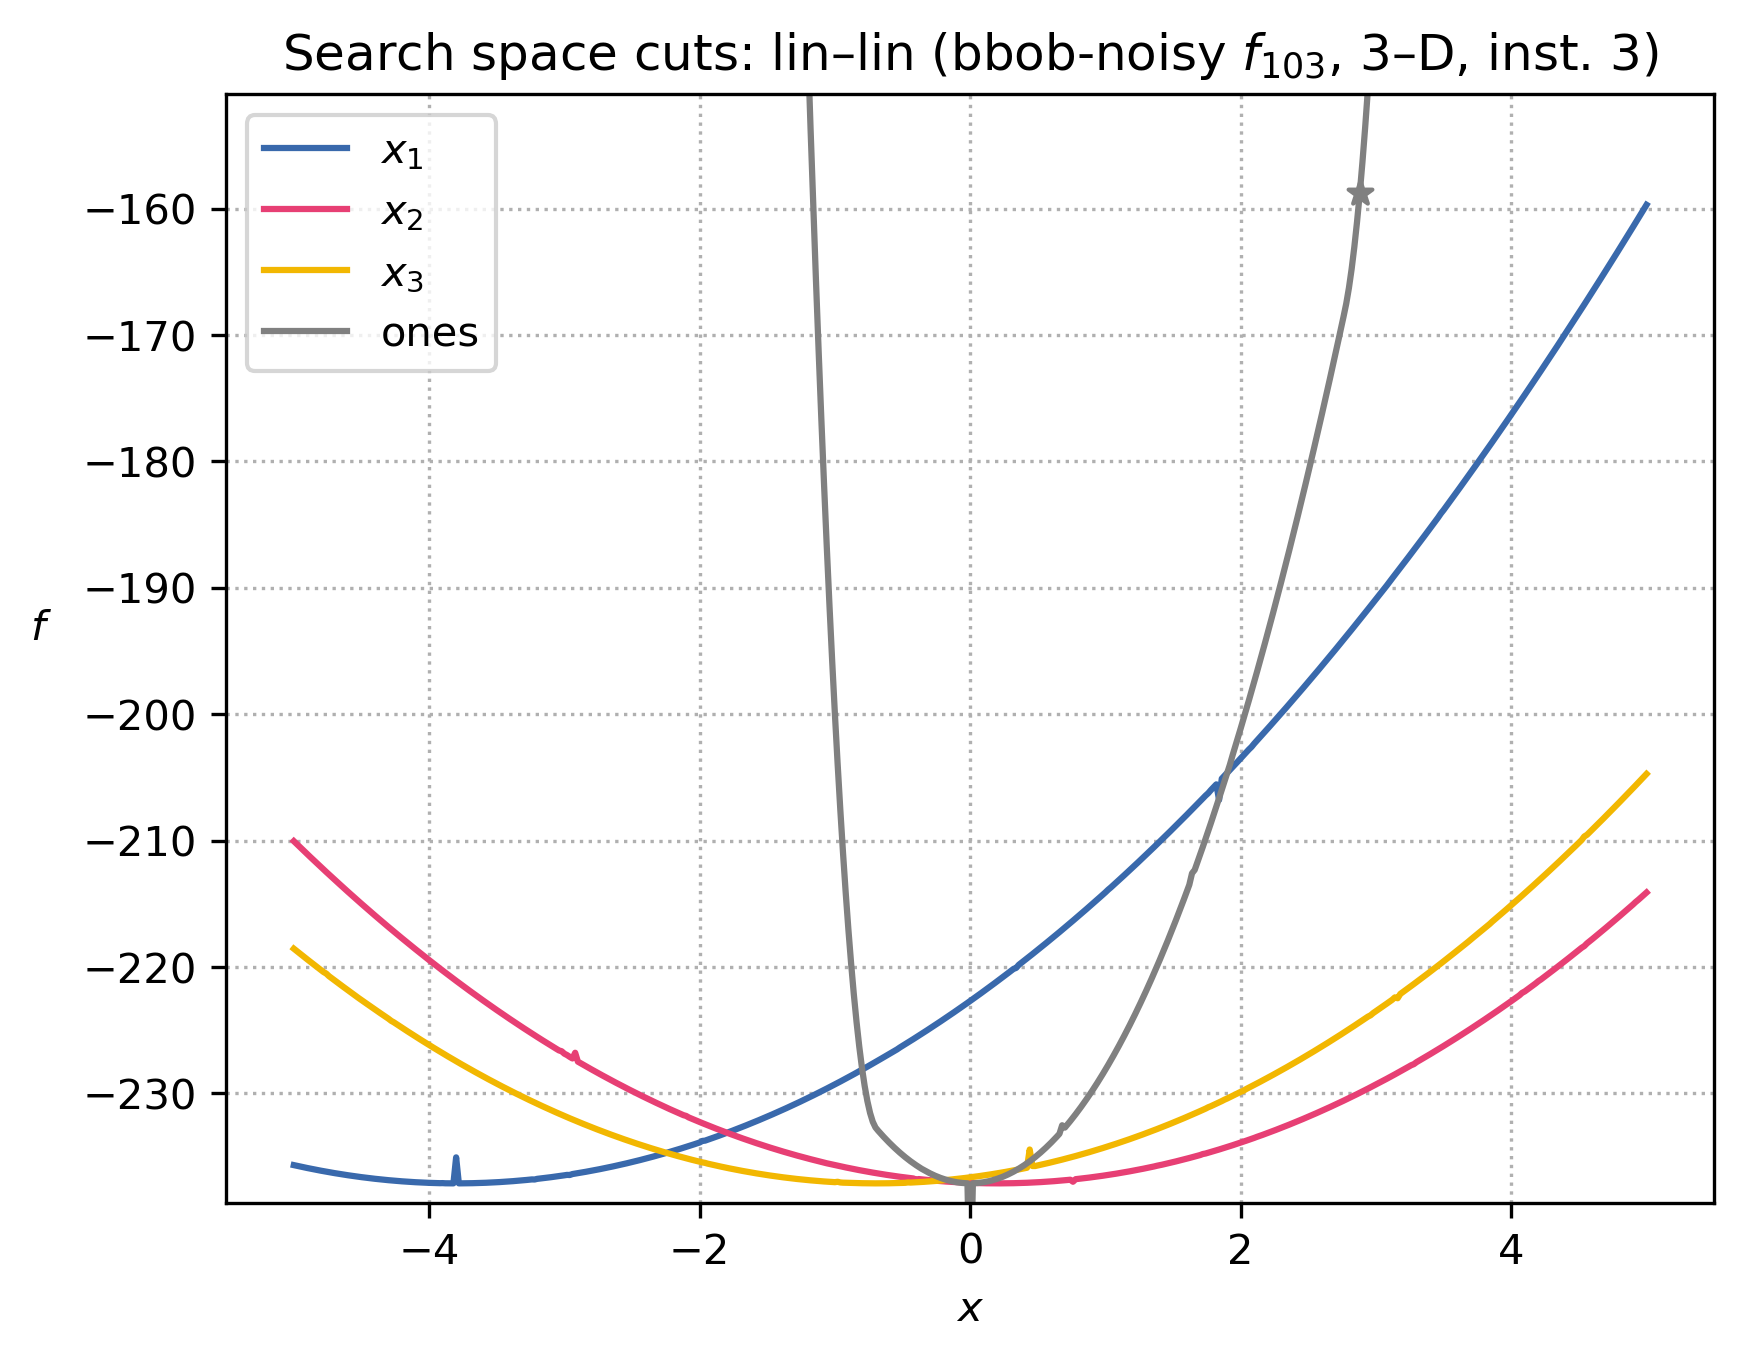 Search space cuts: lin–lin (bbob-noisy f₁₀₃, 3–D, inst. 3)
x₁
x₂
x₃
ones
−160
−170
−180
−190
−200
−210
−220
−230
f
−4
−2
0
2
4
x